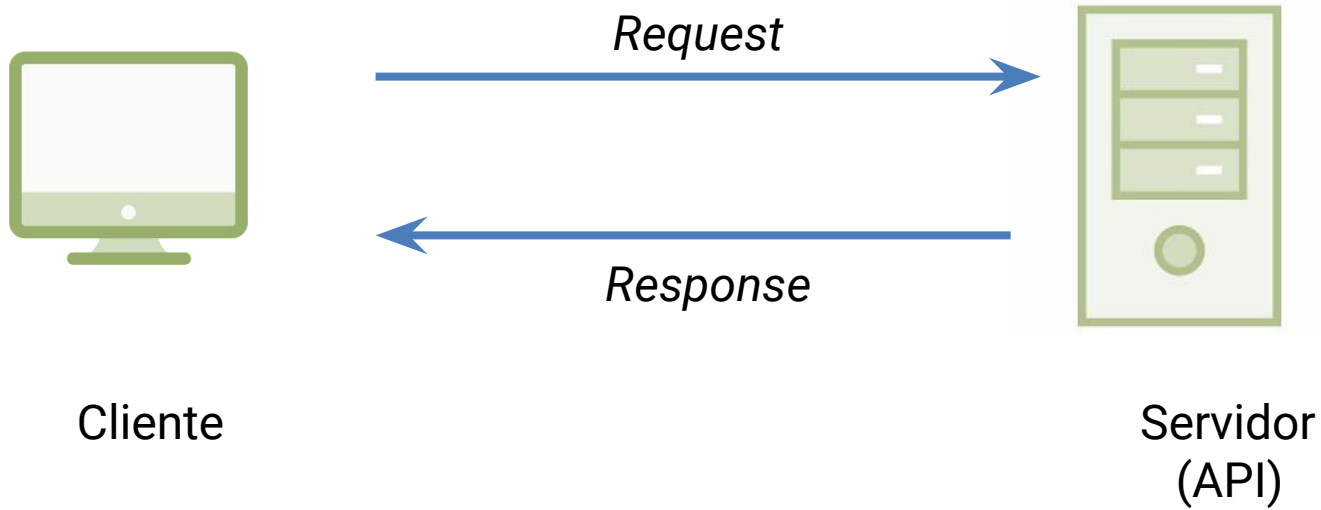 Request
Response
Cliente
Servidor
(API)